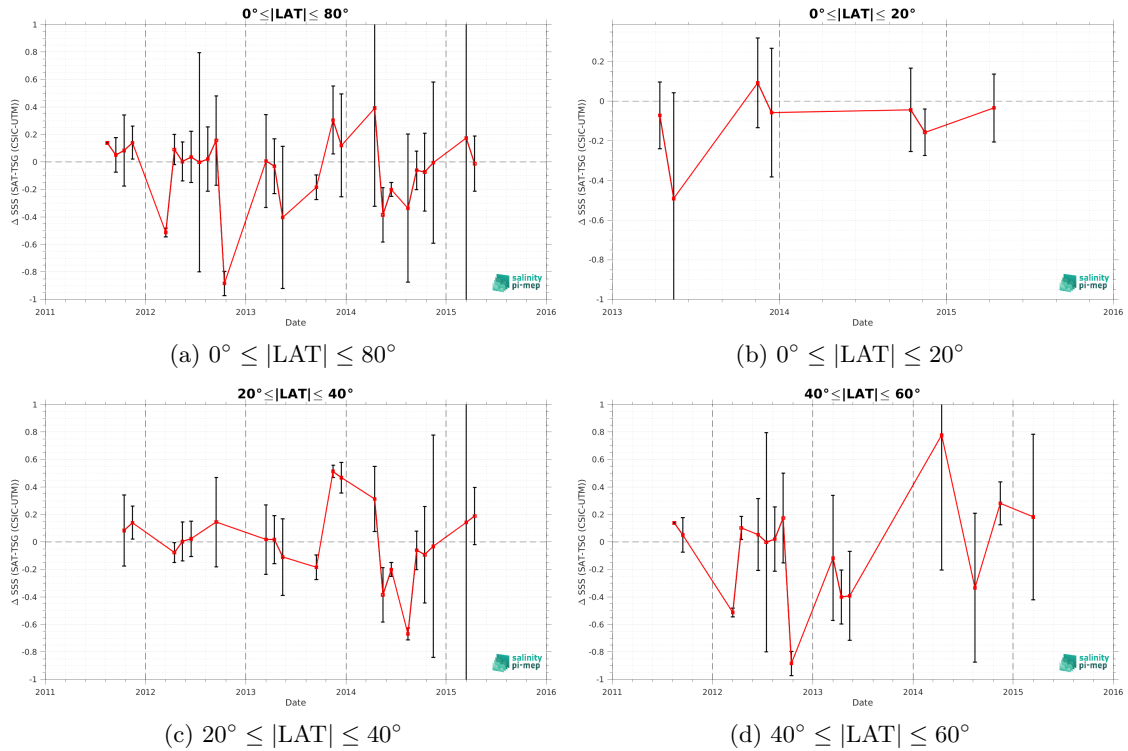 0°≤|LAT|≤ 80°
Δ SSS (SAT-TSG (CSIC-UTM))
1
0.8
0.6
0.4
0.2
0
-0.2
-0.4
-0.6
-0.8
-1
2011 2012 2013 2014 2015 2016
Date
salinity
pi-mep
(a) 0° ≤ |LAT| ≤ 80°
0°≤|LAT|≤ 20°
Δ SSS (SAT-TSG (CSIC-UTM))
0.2
0
-0.2
-0.4
-0.6
-0.8
-1
2013 2014 2015 2016
Date
salinity
pi-mep
(b) 0° ≤ |LAT| ≤ 20°
20°≤|LAT|≤ 40°
Δ SSS (SAT-TSG (CSIC-UTM))
1
0.8
0.6
0.4
0.2
0
-0.2
-0.4
-0.6
-0.8
-1
2011 2012 2013 2014 2015 2016
Date
salinity
pi-mep
(c) 20° ≤ |LAT| ≤ 40°
40°≤|LAT|≤ 60°
Δ SSS (SAT-TSG (CSIC-UTM))
1
0.8
0.6
0.4
0.2
0
-0.2
-0.4
-0.6
-0.8
-1
2011 2012 2013 2014 2015 2016
Date
salinity
pi-mep
(d) 40° ≤ |LAT| ≤ 60°